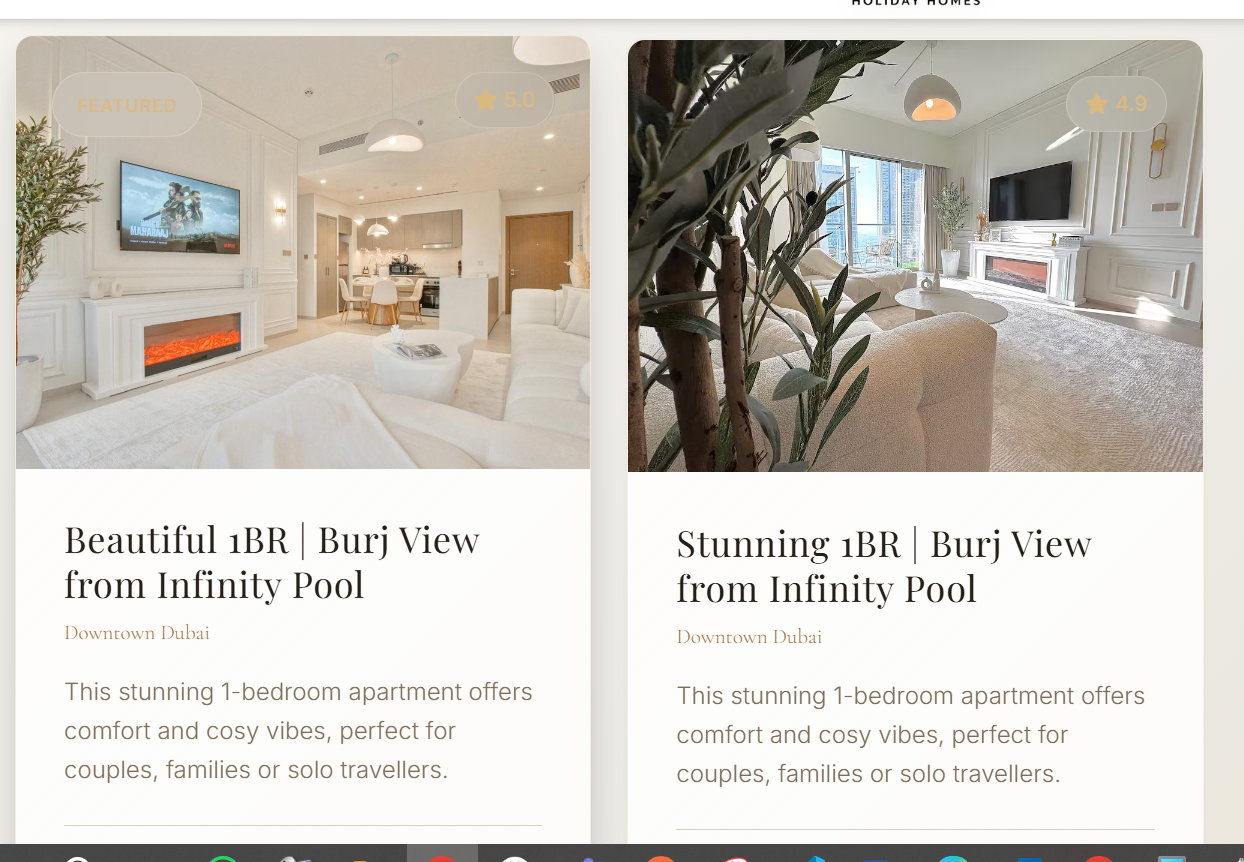 HOLIDAY HOMES
FEATURED
5.0
Beautiful 1BR | Burj View
from Infinity Pool
Downtown Dubai
This stunning 1-bedroom apartment offers
comfort and cosy vibes, perfect for
couples, families or solo travellers.
4.9
Stunning 1BR | Burj View
from Infinity Pool
Downtown Dubai
This stunning 1-bedroom apartment offers
comfort and cosy vibes, perfect for
couples, families or solo travellers.